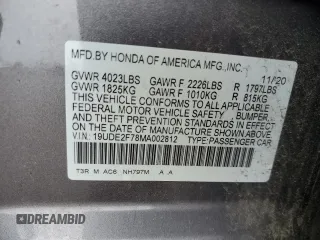 MFD.BY HONDA OF AMERICA MFG.,INC. 11/20
GVWR 4023LBS GAWR F 2226LBS R 1797LBS
GVWR 1825KG GAWR F 1010KG R 815KG
THIS VEHICLE CONFORMS TO ALL APPLICABLE
FEDERAL MOTOR VEHICLE SAFETY, BUMPER,
AND THEFT PREVENTION STANDARDS IN EFFECT
ON THE DATE OF MANUFACTURE SHOWN ABOVE.
V.I.N.: 19UDE2F78MA002812 TYPE:PASSENGER CAR
T3R M AC6 NH797M A A